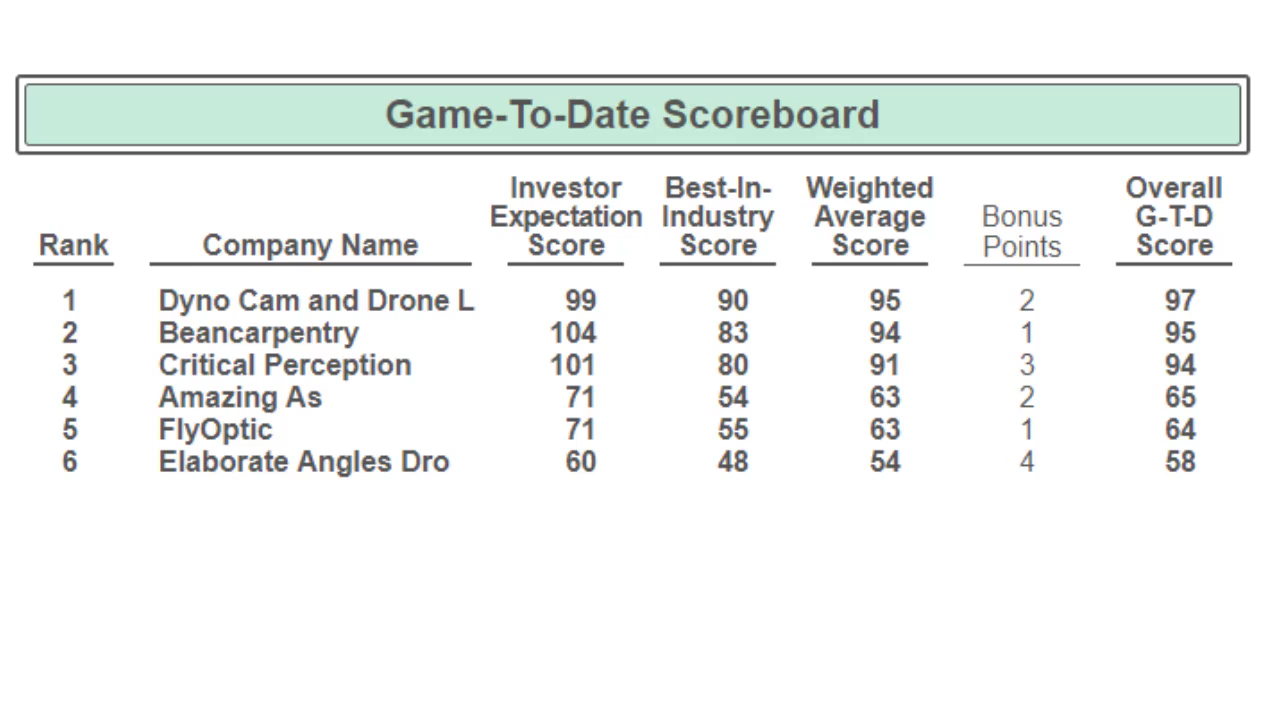 Game-To-Date Scoreboard
Rank Company Name Investor Expectation Score Best-In-Industry Score Weighted Average Score Bonus Points Overall G-T-D Score
1 Dyno Cam and Drone L 99 90 95 2 97
2 Beancarpentry 104 83 94 1 95
3 Critical Perception 101 80 91 3 94
4 Amazing As 71 54 63 2 65
5 FlyOptic 71 55 63 1 64
6 Elaborate Angles Dro 60 48 54 4 58